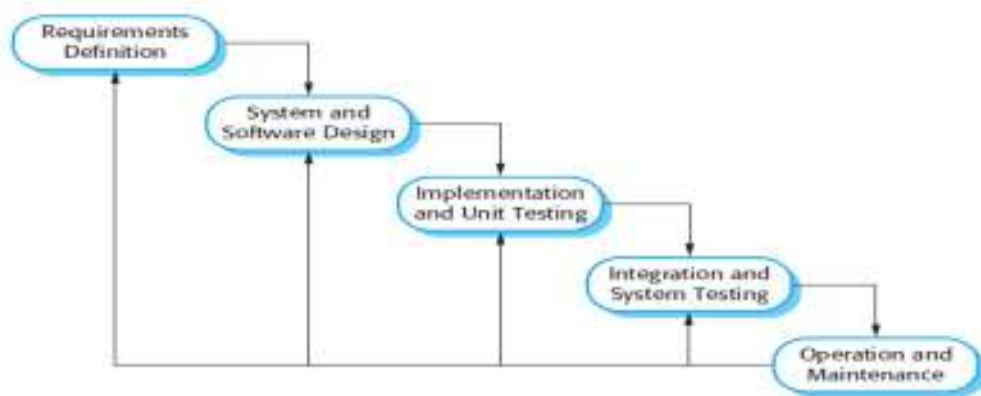 Requirements
Definition
System and
Software Design
Implementation
and Unit Testing
Integration and
System Testing
Operation and
Maintenance